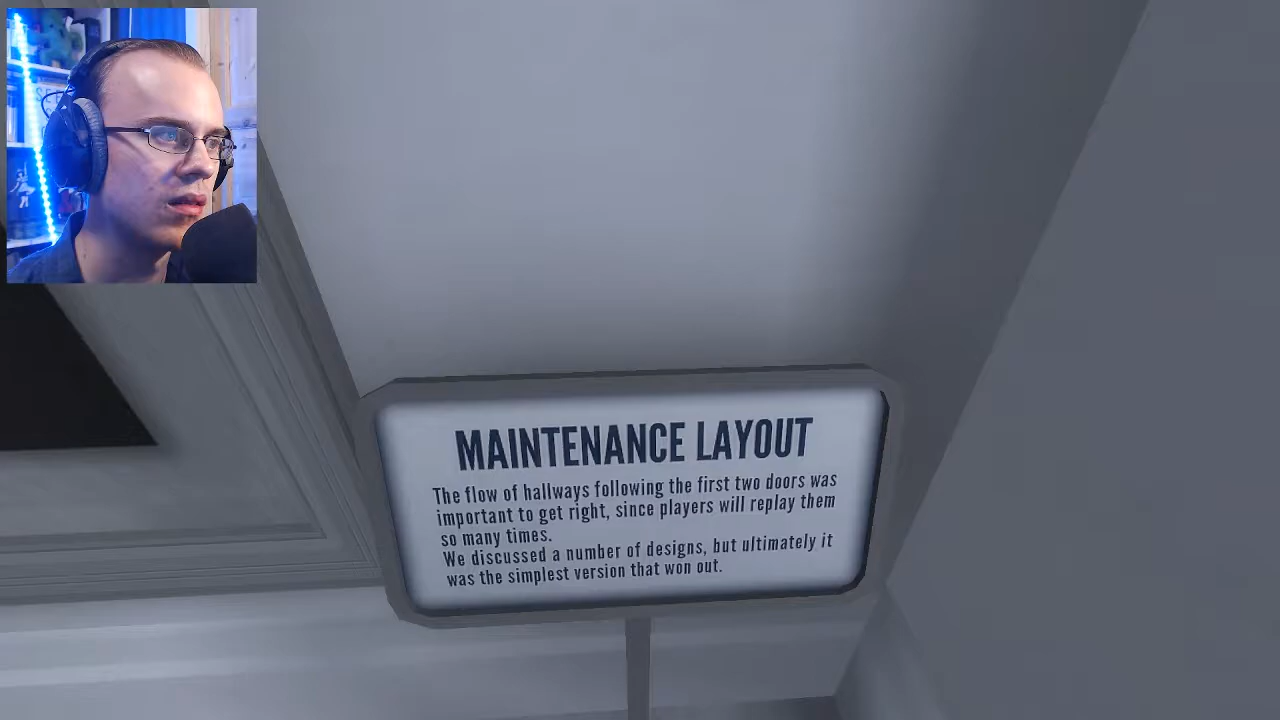 MAINTENANCE LAYOUT
The flow of hallways following the first two doors was
important to get right, since players will replay them
so many times.
We discussed a number of designs, but ultimately it
was the simplest version that won out.